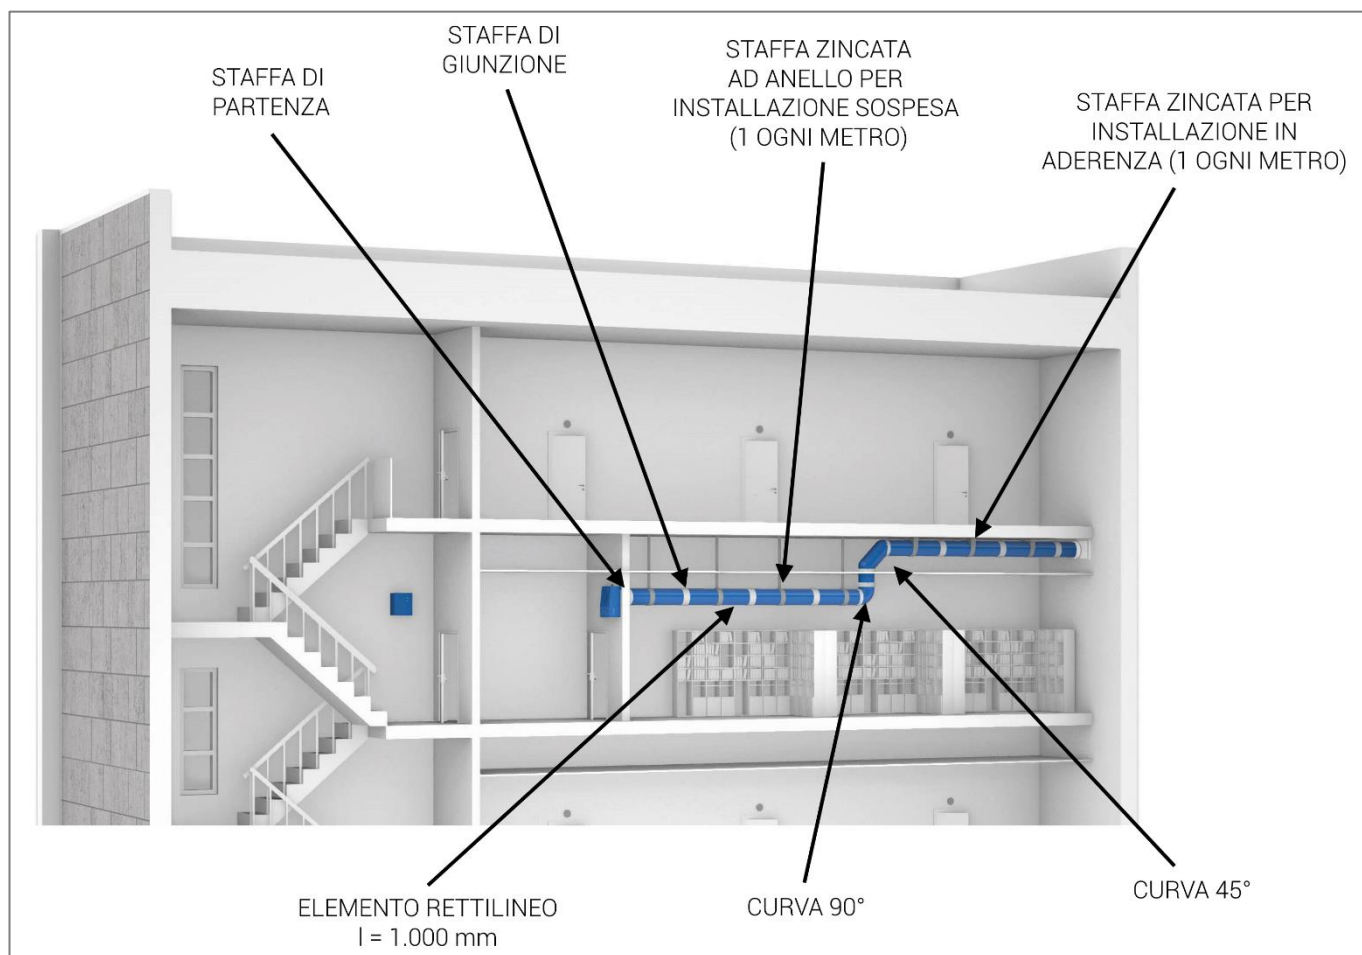 STAFFA DI
PARTENZA
STAFFA DI
GIUNZIONE
STAFFA ZINCATA
AD ANELLO PER
INSTALLAZIONE SOSPESA
(1 OGNI METRO)
STAFFA ZINCATA PER
INSTALLAZIONE IN
ADERENZA (1 OGNI METRO)
ELEMENTO RETTILINEO
l = 1.000 mm
CURVA 90°
CURVA 45°